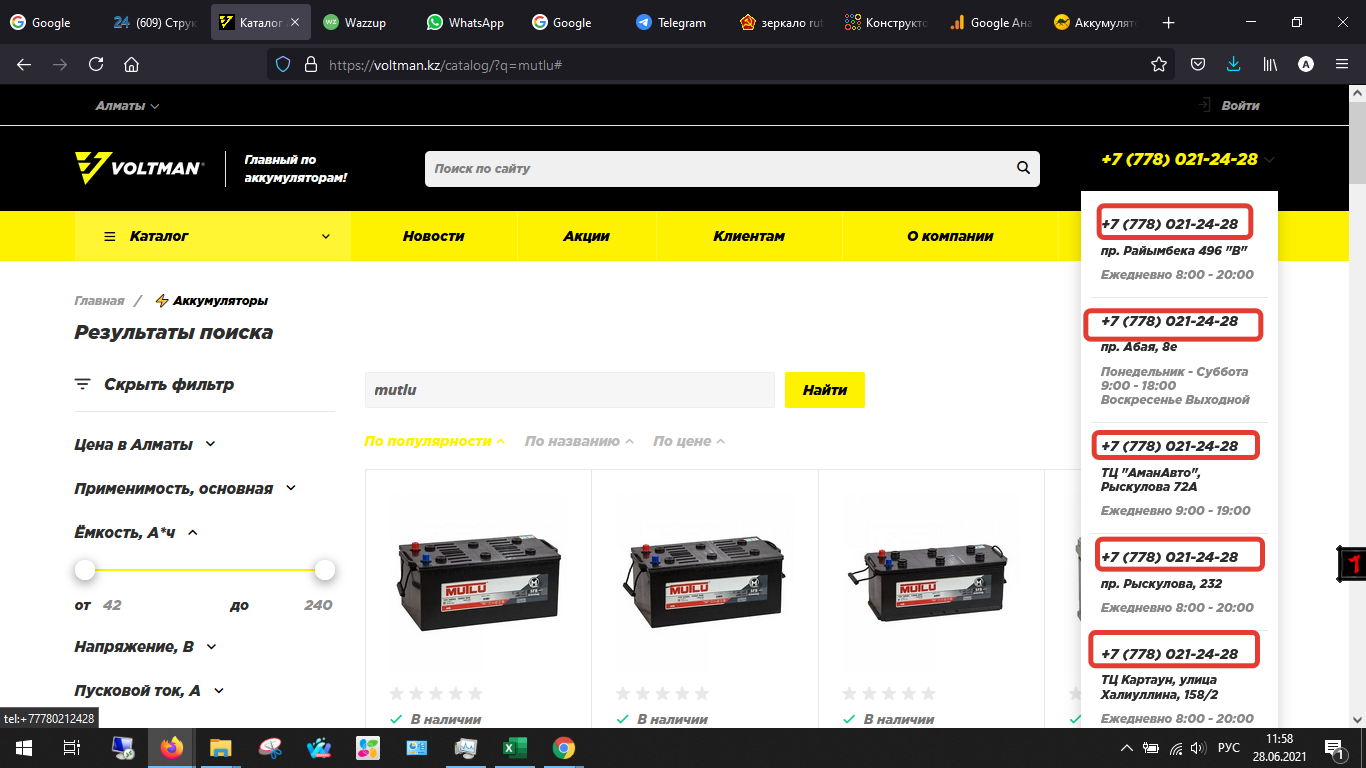 Google
24 (609) Струк
Каталог
Wazzup
WhatsApp
Google
Telegram
зеркало rut
Конструкто
Google Ана
Аккумулято
https://voltman.kz/catalog/?q=mutlu#
A
Алматы
Войти
VOLTMAN
Главный по
аккумуляторам!
Поиск по сайту
+7 (778) 021-24-28
Каталог
Новости
Акции
Клиентам
О компании
+7 (778) 021-24-28
пр. Райымбека 496 "В"
Ежедневно 8:00 - 20:00
+7 (778) 021-24-28
пр. Абая, 8е
Понедельник - Суббота
9:00 - 18:00
Воскресенье Выходной
+7 (778) 021-24-28
ТЦ "АманАвто",
Рыскулова 72А
Ежедневно 9:00 - 19:00
+7 (778) 021-24-28
пр. Рыскулова, 232
Ежедневно 8:00 - 20:00
+7 (778) 021-24-28
ТЦ Картаун, улица
Халиуллина, 158/2
Ежедневно 8:00 - 20:00
Главная / Аккумуляторы
Результаты поиска
Скрыть фильтр
Цена в Алматы
Применимость, основная
Ёмкость, А*ч
от 42 до 240
Напряжение, В
Пусковой ток, А
mutlu
Найти
По популярности
По названию
По цене
MUTLU
MUTLU
MUTLU
В наличии
В наличии
В наличии
tel:+77780212428
РУС
11:58
28.06.2021
1